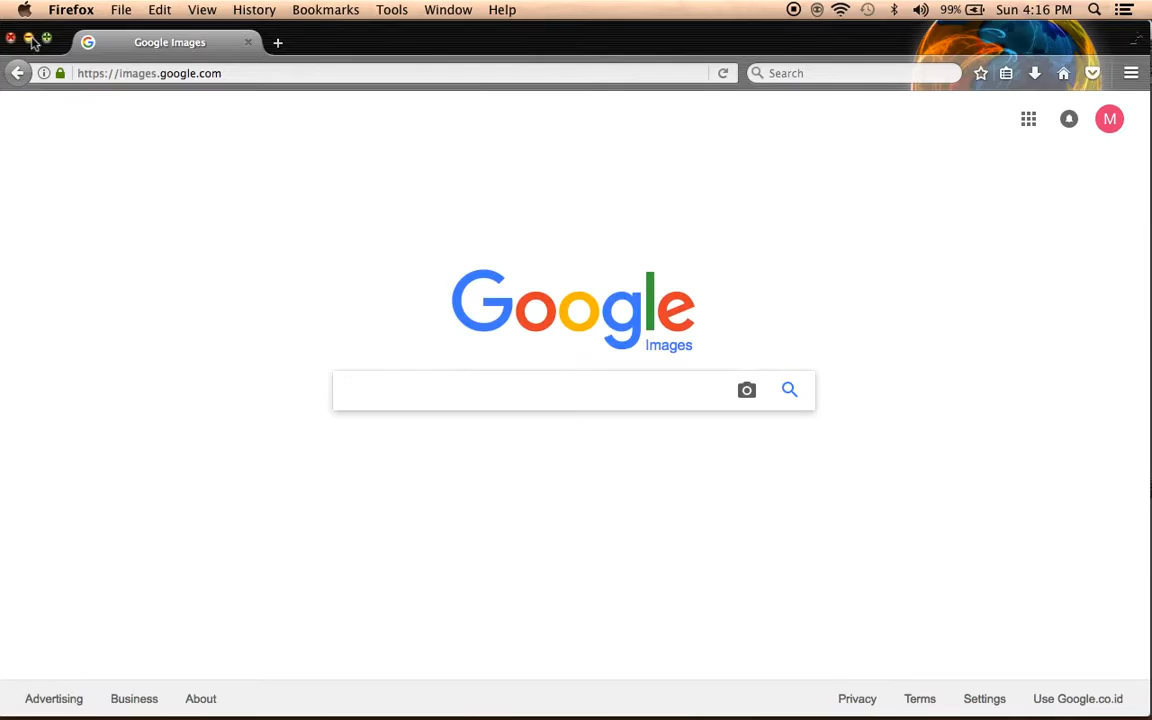 Firefox File Edit View History Bookmarks Tools Window Help 99% Sun 4:16 PM
Google Images
https://images.google.com Search
M
Google
Images
Advertising Business About Privacy Terms Settings Use Google.co.id